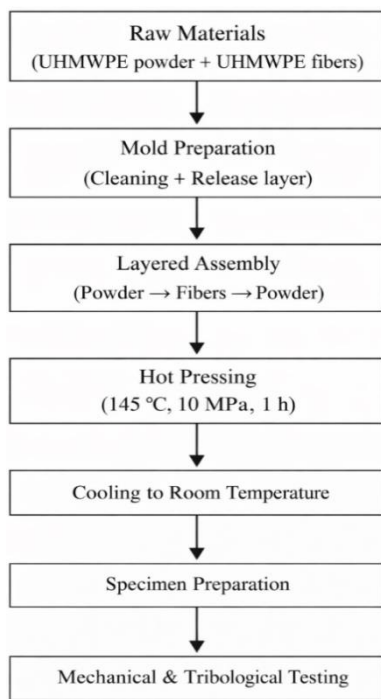 Raw Materials
(UHMWPE powder + UHMWPE fibers)
Mold Preparation
(Cleaning + Release layer)
Layered Assembly
(Powder → Fibers → Powder)
Hot Pressing
(145 °C, 10 MPa, 1 h)
Cooling to Room Temperature
Specimen Preparation
Mechanical & Tribological Testing